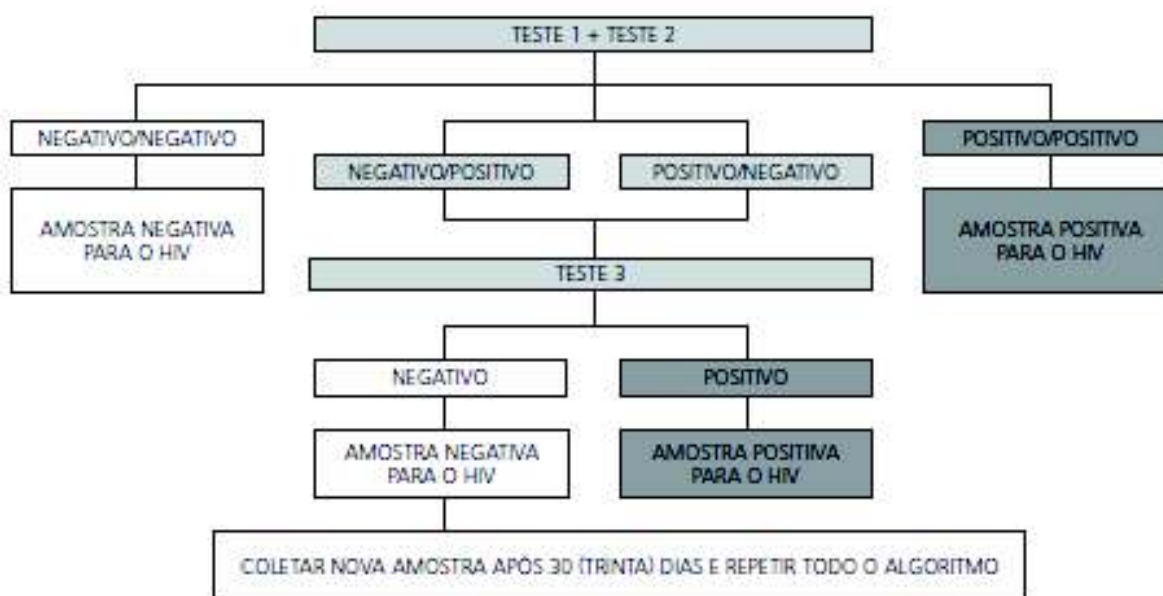 TESTE 1 + TESTE 2
NEGATIVO/NEGATIVO
POSITIVO/POSITIVO
NEGATIVO/POSITIVO
POSITIVO/NEGATIVO
AMOSTRA NEGATIVA
PARA O HIV
AMOSTRA POSITIVA
PARA O HIV
TESTE 3
NEGATIVO
POSITIVO
AMOSTRA NEGATIVA
PARA O HIV
AMOSTRA POSITIVA
PARA O HIV
COLETAR NOVA AMOSTRA APÓS 30 (TRINTA) DIAS E REPETIR TODO O ALGORITMO